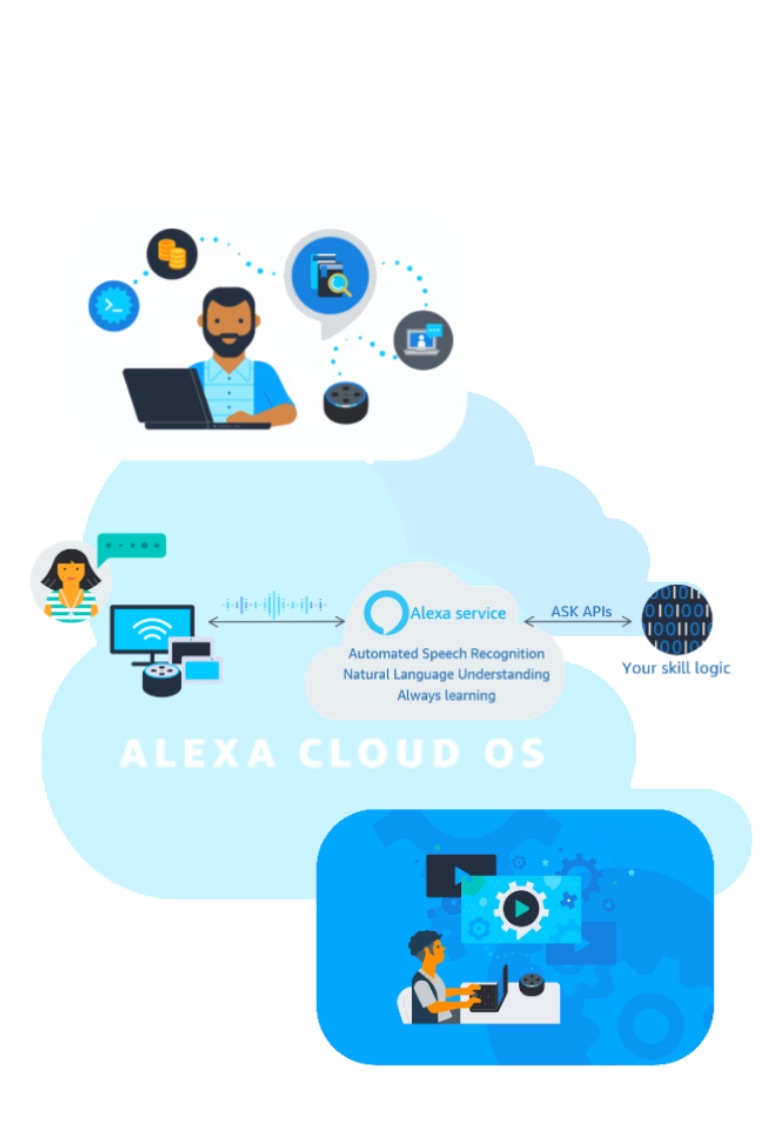 Alexa service
ASK APIs
Automated Speech Recognition
Natural Language Understanding
Always learning
Your skill logic
ALEXA CLOUD OS